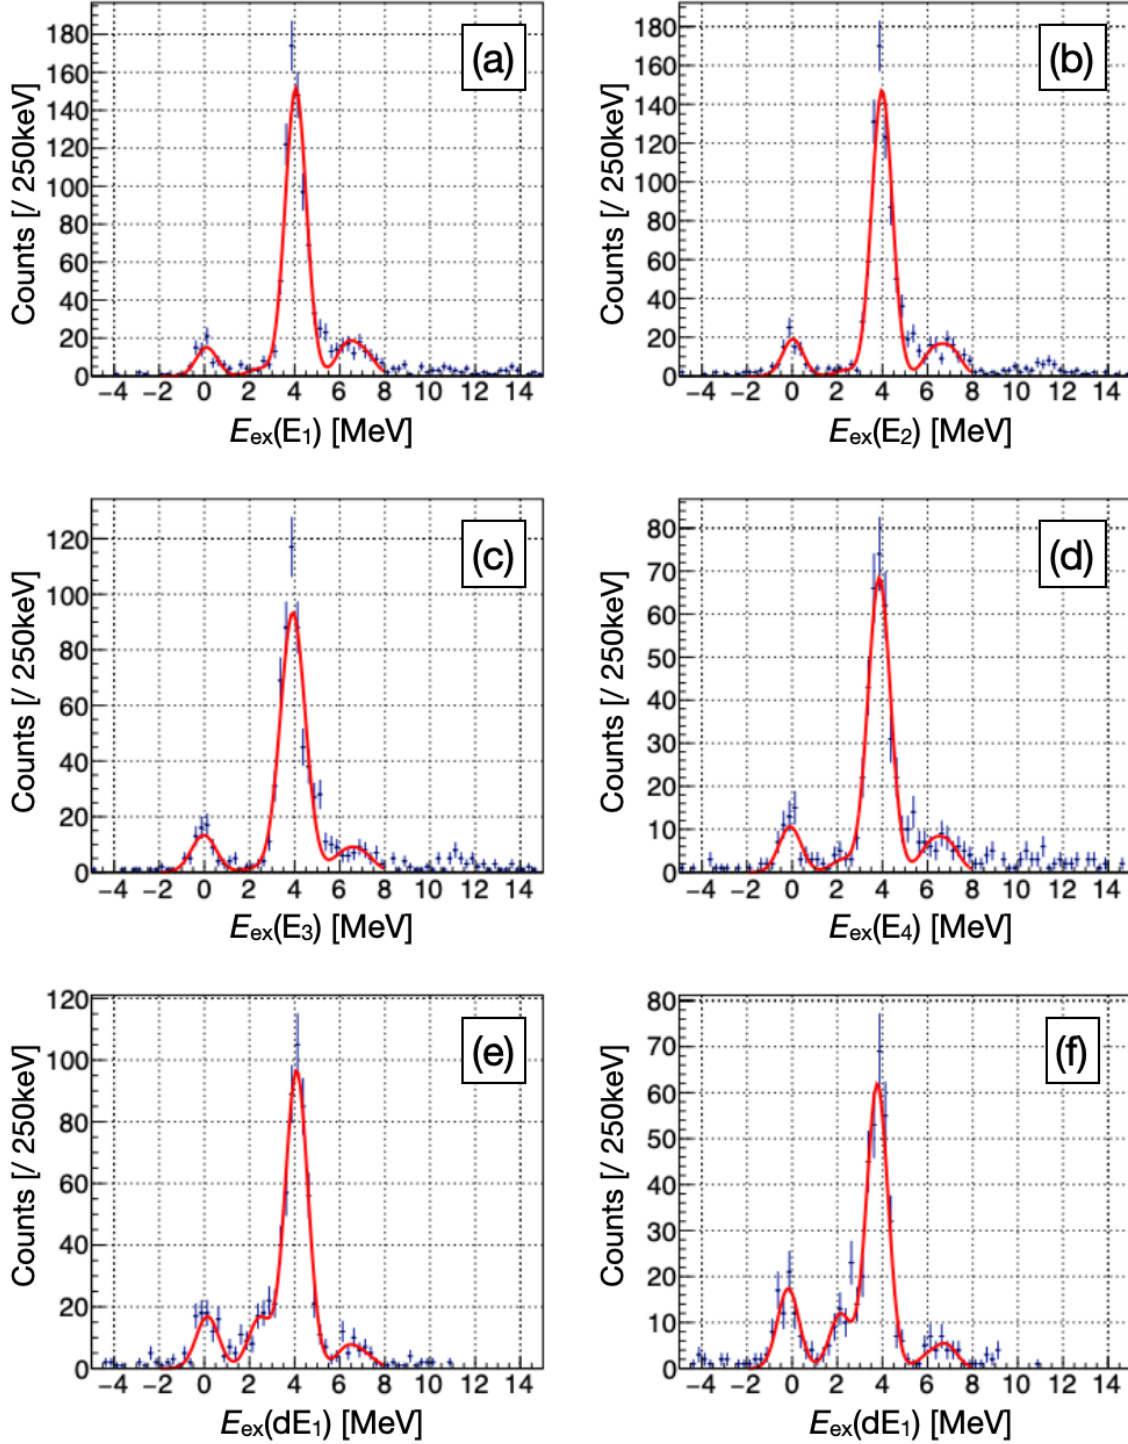 (a)
Counts [/ 250keV]
180
160
140
120
100
80
60
40
20
0
−4 −2 0 2 4 6 8 10 12 14
Eex(E1) [MeV]
(b)
Counts [/ 250keV]
180
160
140
120
100
80
60
40
20
0
−4 −2 0 2 4 6 8 10 12 14
Eex(E2) [MeV]
(c)
Counts [/ 250keV]
120
100
80
60
40
20
0
−4 −2 0 2 4 6 8 10 12 14
Eex(E3) [MeV]
(d)
Counts [/ 250keV]
80
70
60
50
40
30
20
10
0
−4 −2 0 2 4 6 8 10 12 14
Eex(E4) [MeV]
(e)
Counts [/ 250keV]
120
100
80
60
40
20
0
−4 −2 0 2 4 6 8 10 12 14
Eex(dE1) [MeV]
(f)
Counts [/ 250keV]
80
70
60
50
40
30
20
10
0
−4 −2 0 2 4 6 8 10 12 14
Eex(dE1) [MeV]